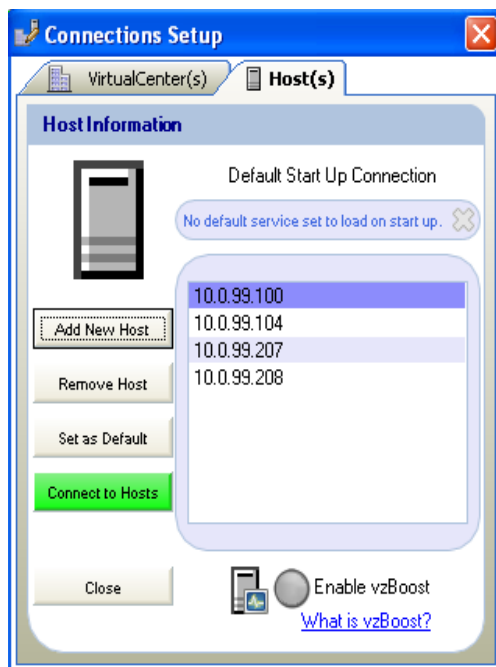 Connections Setup
VirtualCenter(s)
Host(s)
Host Information
Default Start Up Connection
No default service set to load on start up.
10.0.99.100
10.0.99.104
10.0.99.207
10.0.99.208
Add New Host
Remove Host
Set as Default
Connect to Hosts
Close
Enable vzBoost
What is vzBoost?